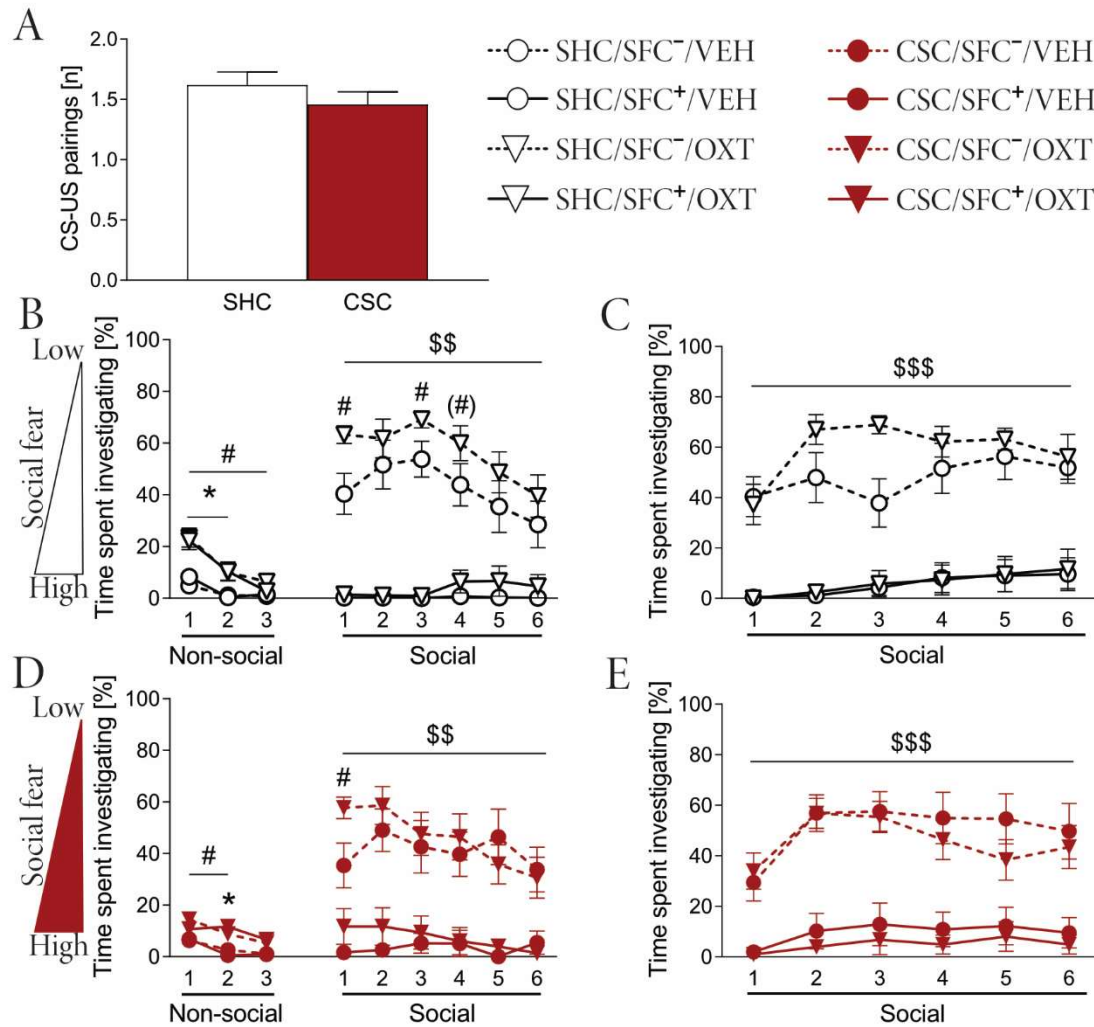 A
CS-US pairings [n]
2.0
1.5
1.0
0.5
0.0
SHC CSC
SHC/SFC⁻/VEH
SHC/SFC⁺/VEH
SHC/SFC⁻/OXT
SHC/SFC⁺/OXT
CSC/SFC⁻/VEH
CSC/SFC⁺/VEH
CSC/SFC⁻/OXT
CSC/SFC⁺/OXT
B
Low
Social fear
High
Time spent investigating [%]
100
80
60
40
20
0
#
*
$$
# # (#)
1 2 3 1 2 3 4 5 6
Non-social Social
C
Time spent investigating [%]
100
80
60
40
20
0
$$$
1 2 3 4 5 6
Social
D
Low
Social fear
High
Time spent investigating [%]
100
80
60
40
20
0
#
*
$$
#
1 2 3 1 2 3 4 5 6
Non-social Social
E
Time spent investigating [%]
100
80
60
40
20
0
$$$
1 2 3 4 5 6
Social